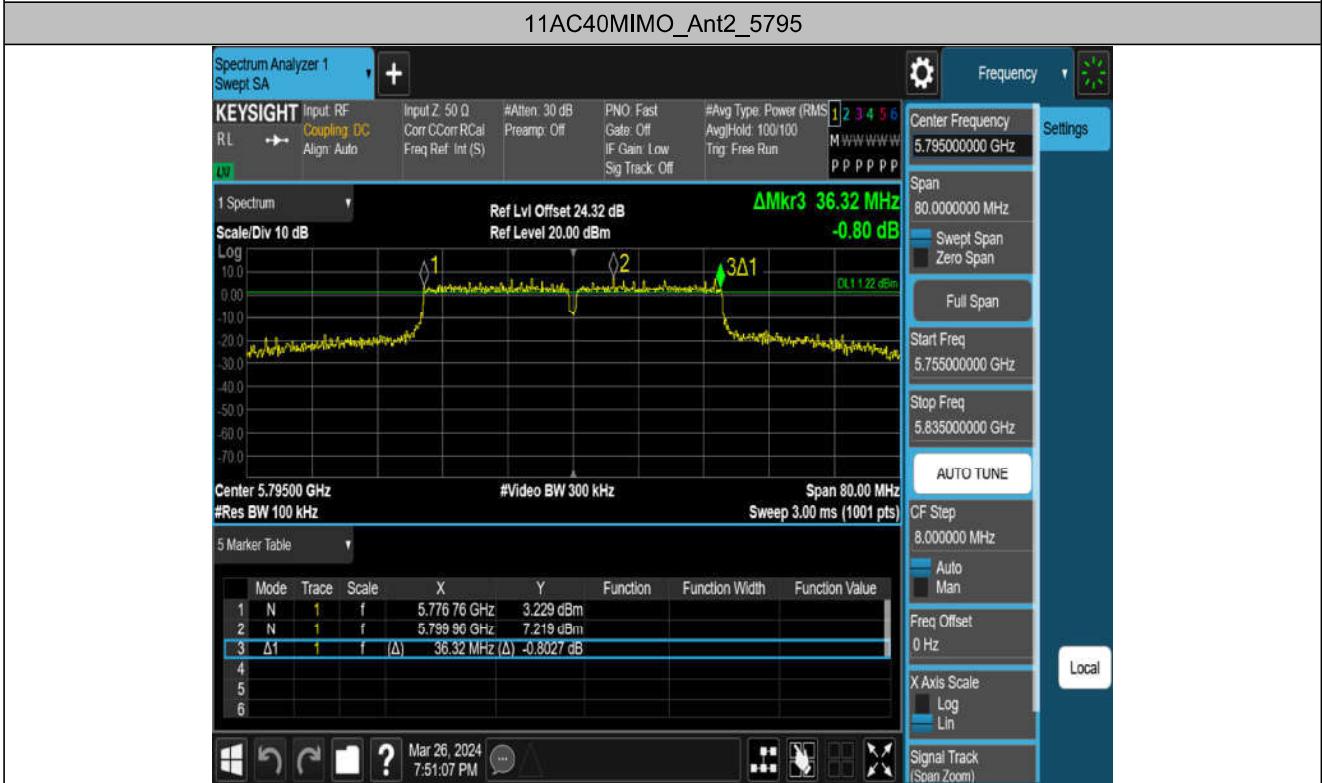 11AC40MIMO_Ant2_5795
Spectrum Analyzer 1
Swept SA
+
Frequency
KEYSIGHT
RL
LXI
Input: RF
Coupling: DC
Align: Auto
Input Z: 50 Ω
Corr CCorr RCal
Freq Ref: Int (S)
#Atten: 30 dB
Preamp: Off
PNO: Fast
Gate: Off
IF Gain: Low
Sig Track: Off
#Avg Type: Power (RMS
Avg|Hold: 100/100
Trig: Free Run
1 2 3 4 5 6
M W W W W W
P P P P P P
1 Spectrum
Scale/Div 10 dB
Ref Lvl Offset 24.32 dB
Ref Level 20.00 dBm
ΔMkr3 36.32 MHz
-0.80 dB
Log
10.0
0.00
-10.0
-20.0
-30.0
-40.0
-50.0
-60.0
-70.0
1
2
3Δ1
DL1 1.22 dBm
Center 5.79500 GHz
#Res BW 100 kHz
#Video BW 300 kHz
Span 80.00 MHz
Sweep 3.00 ms (1001 pts)
5 Marker Table
Mode Trace Scale X Y Function Function Width Function Value
1 N 1 f 5.776 76 GHz 3.229 dBm
2 N 1 f 5.799 96 GHz 7.219 dBm
3 Δ1 1 f (Δ) 36.32 MHz (Δ) -0.8027 dB
4
5
6
Mar 26, 2024
7:51:07 PM
Center Frequency
5.795000000 GHz
Settings
Span
80.0000000 MHz
Swept Span
Zero Span
Full Span
Start Freq
5.755000000 GHz
Stop Freq
5.835000000 GHz
AUTO TUNE
CF Step
8.000000 MHz
Auto
Man
Freq Offset
0 Hz
X Axis Scale
Log
Lin
Local
Signal Track
(Span Zoom)